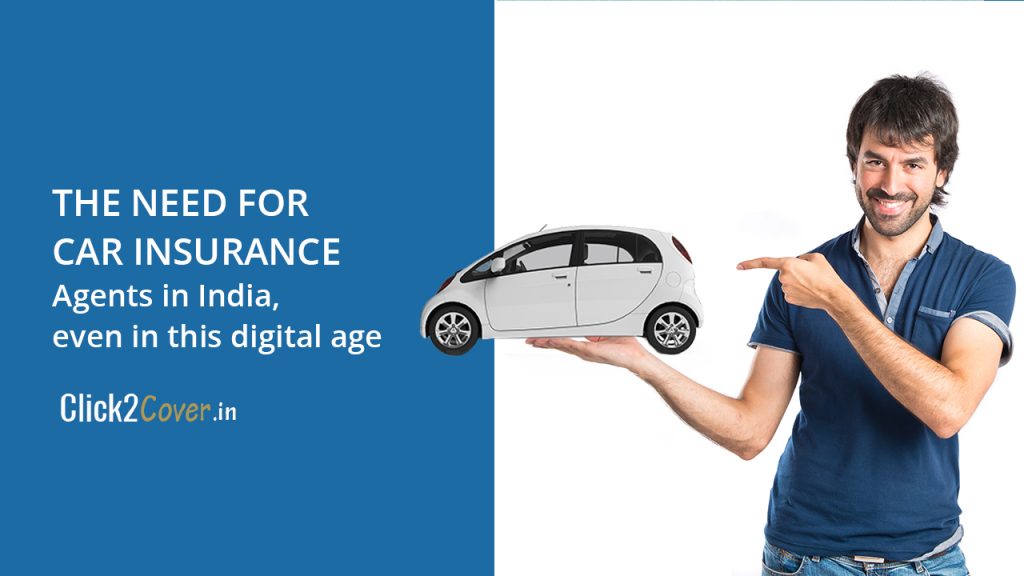 THE NEED FOR
CAR INSURANCE
Agents in India,
even in this digital age
Click2Cover.in